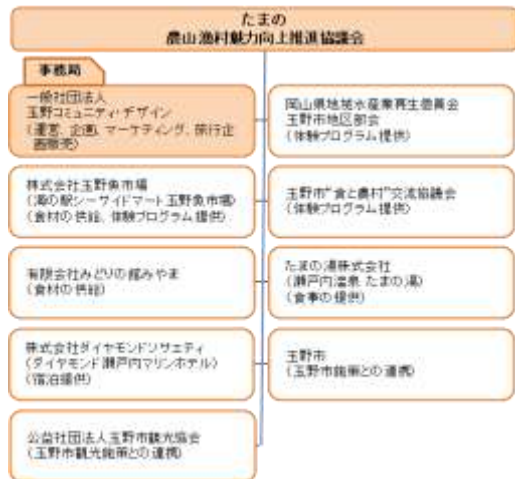 たまの
農山漁村魅力向上推進協議会
事務局
一般社団法人
玉野コミュニティ・デザイン
(運営、企画、マーケティング、旅行企
画販売)
岡山県地域水産業再生委員会
玉野市地区部会
(体験プログラム提供)
株式会社玉野魚市場
(海の駅シーサイドマート玉野魚市場)
(食材の供給、体験プログラム提供)
玉野市"食と農村"交流協議会
(体験プログラム提供)
有限会社みどりの館みやま
(食材の供給)
たまの湯株式会社
(瀬戸内温泉 たまの湯)
(食事の提供)
株式会社ダイヤモンドソサエティ
(ダイヤモンド瀬戸内マリンホテル)
(宿泊提供)
玉野市
(玉野市施策との連携)
公益社団法人玉野市観光協会
(玉野市観光施策との連携)